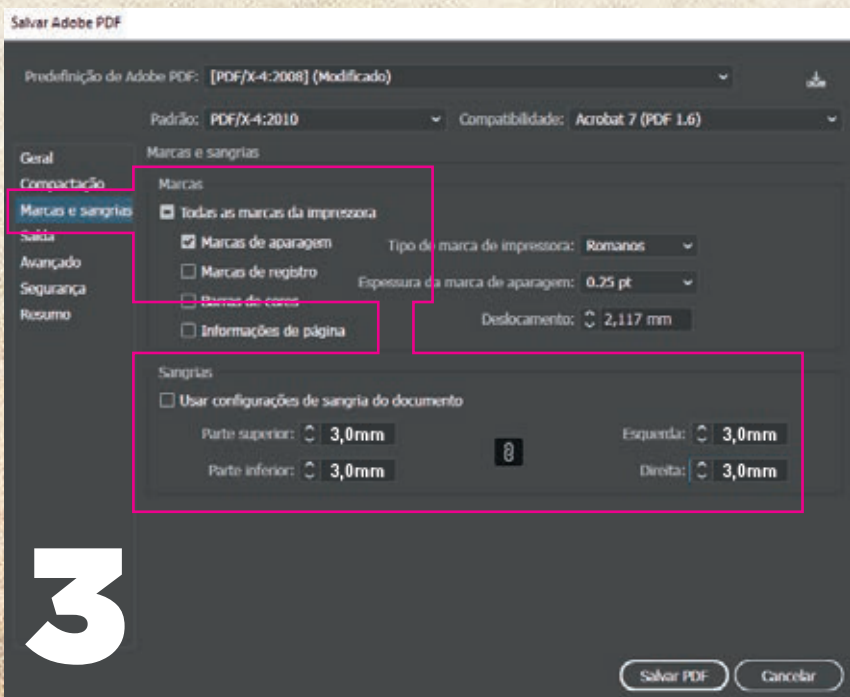 Salvar Adobe PDF
Predefinição de Adobe PDF: [PDF/X-4:2008] (Modificado)
Padrão: PDF/X-4:2010 Compatibilidade: Acrobat 7 (PDF 1.6)
Geral
Compactação
Marcas e sangrias
Saída
Avançado
Segurança
Resumo
Marcas e sangrias
Marcas
Todas as marcas da impressora
Marcas de aparagem
Marcas de registro
Barras de cores
Informações de página
Tipo de marca de impressora: Romanos
Espessura da marca de aparagem: 0.25 pt
Deslocamento: 2,117 mm
Sangrias
Usar configurações de sangria do documento
Parte superior: 3,0mm
Parte inferior: 3,0mm
Esquerda: 3,0mm
Direita: 3,0mm
3
Salvar PDF
Cancelar